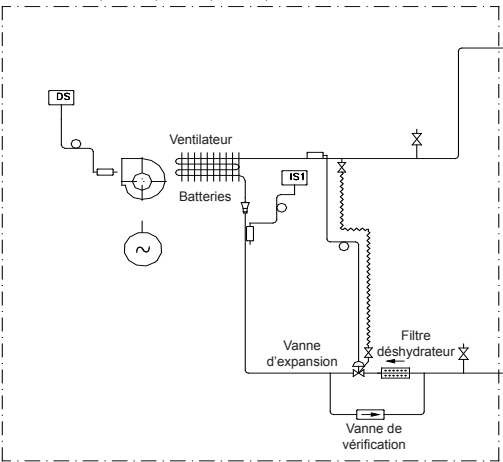 DS
Ventilateur
Batteries
IS1
Vanne
d'expansion
Filtre
déshydrateur
Vanne de
vérification